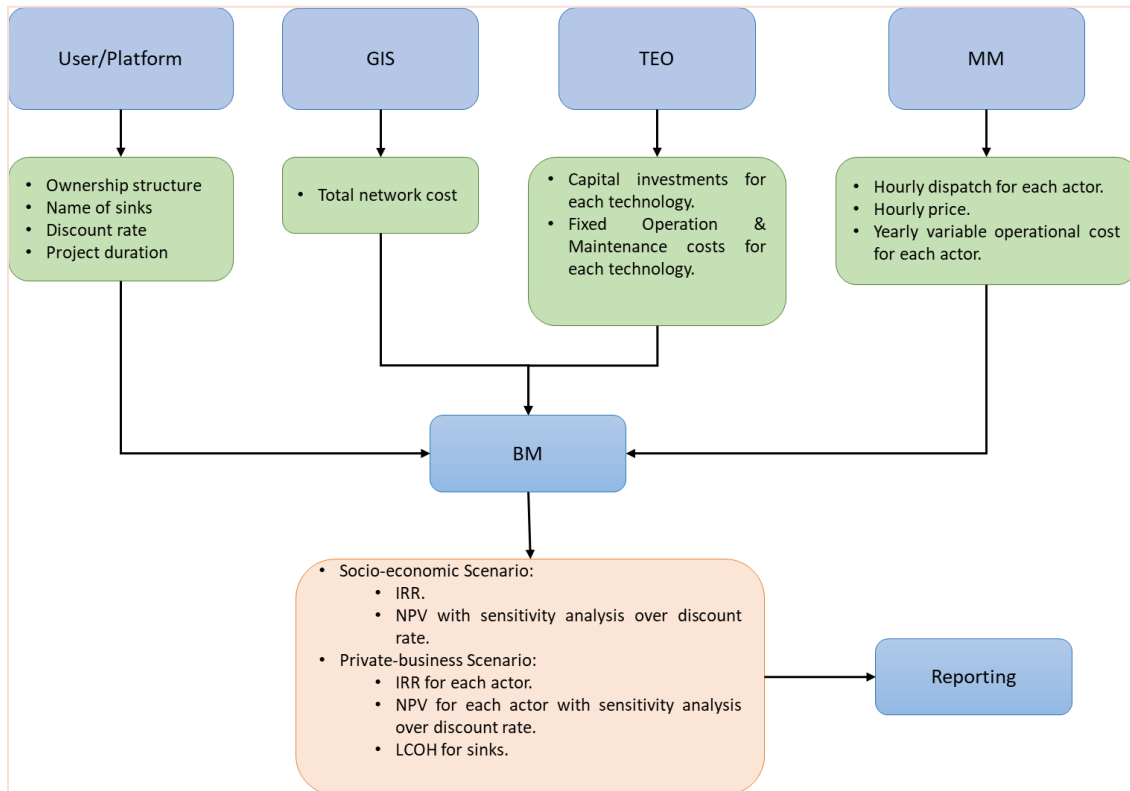 User/Platform
GIS
TEO
MM
• Ownership structure
• Name of sinks
• Discount rate
• Project duration
• Total network cost
• Capital investments for
each technology.
• Fixed Operation &
Maintenance costs for
each technology.
• Hourly dispatch for each actor.
• Hourly price.
• Yearly variable operational cost
for each actor.
BM
• Socio-economic Scenario:
• IRR.
• NPV with sensitivity analysis over discount
rate.
• Private-business Scenario:
• IRR for each actor.
• NPV for each actor with sensitivity analysis
over discount rate.
• LCOH for sinks.
Reporting